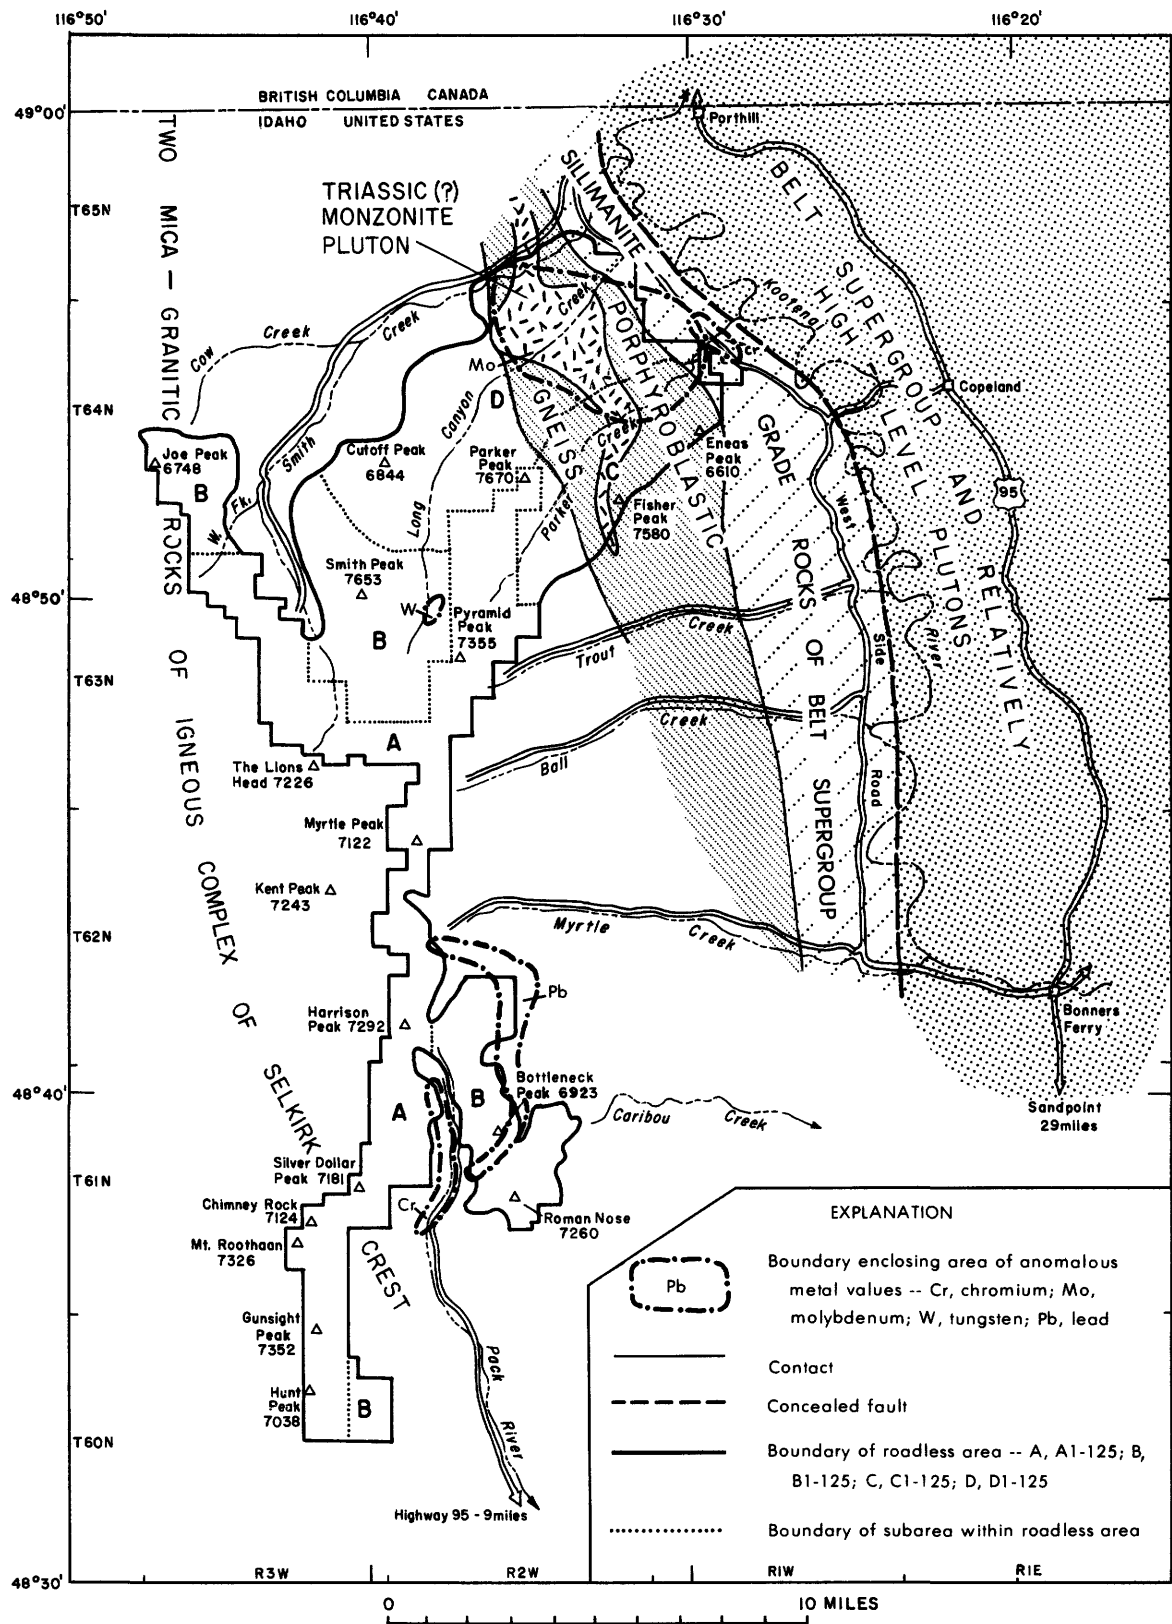 116°50' 116°40' 116°30' 116°20'
BRITISH COLUMBIA CANADA
49°00'
IDAHO UNITED STATES
Porthill
TWO MICA — GRANITIC ROCKS OF IGNEOUS COMPLEX OF SELKIRK CREST
BELT SUPERGROUP AND RELATIVELY
HIGH LEVEL PLUTONS
SILLIMANITE
GRADE
ROCKS OF BELT SUPERGROUP
T65N
TRIASSIC (?)
MONZONITE
PLUTON
PORPHYROBLASTIC
GNEISS
Kootenai
River
Creek
Cow Creek
Creek
Smith
Cr
Mo
Copeland
T64N
D
Long Canyon
Creek
Parker
C
Joe Peak
6748
B
W. Fk.
Cutoff Peak
6844
Parker
Peak
7670
Eneas
Peak
6610
Fisher
Peak
7580
95
West Side Road
48°50'
Smith Peak
7653
W
Pyramid
Peak
7355
B
Trout Creek
T63N
A
Ball Creek
The Lions
Head 7226
Myrtle Peak
7122
Kent Peak
7243
T62N
Myrtle Creek
Pb
Harrison
Peak 7292
Bonners
Ferry
48°40'
A
B
Bottleneck
Peak 6923
Caribou Creek
Sandpoint
29miles
T61N
Silver Dollar
Peak 7181
Chimney Rock
7124
Mt. Roothaan
7326
Cr
Roman Nose
7260
Gunsight
Peak
7352
Hunt
Peak
7038
B
Pack River
T60N
Highway 95 - 9miles
EXPLANATION
Pb
Boundary enclosing area of anomalous
metal values -- Cr, chromium; Mo,
molybdenum; W, tungsten; Pb, lead
Contact
Concealed fault
Boundary of roadless area -- A, A1-125; B,
B1-125; C, C1-125; D, D1-125
Boundary of subarea within roadless area
48°30'
R3W R2W R1W R1E
0 10 MILES